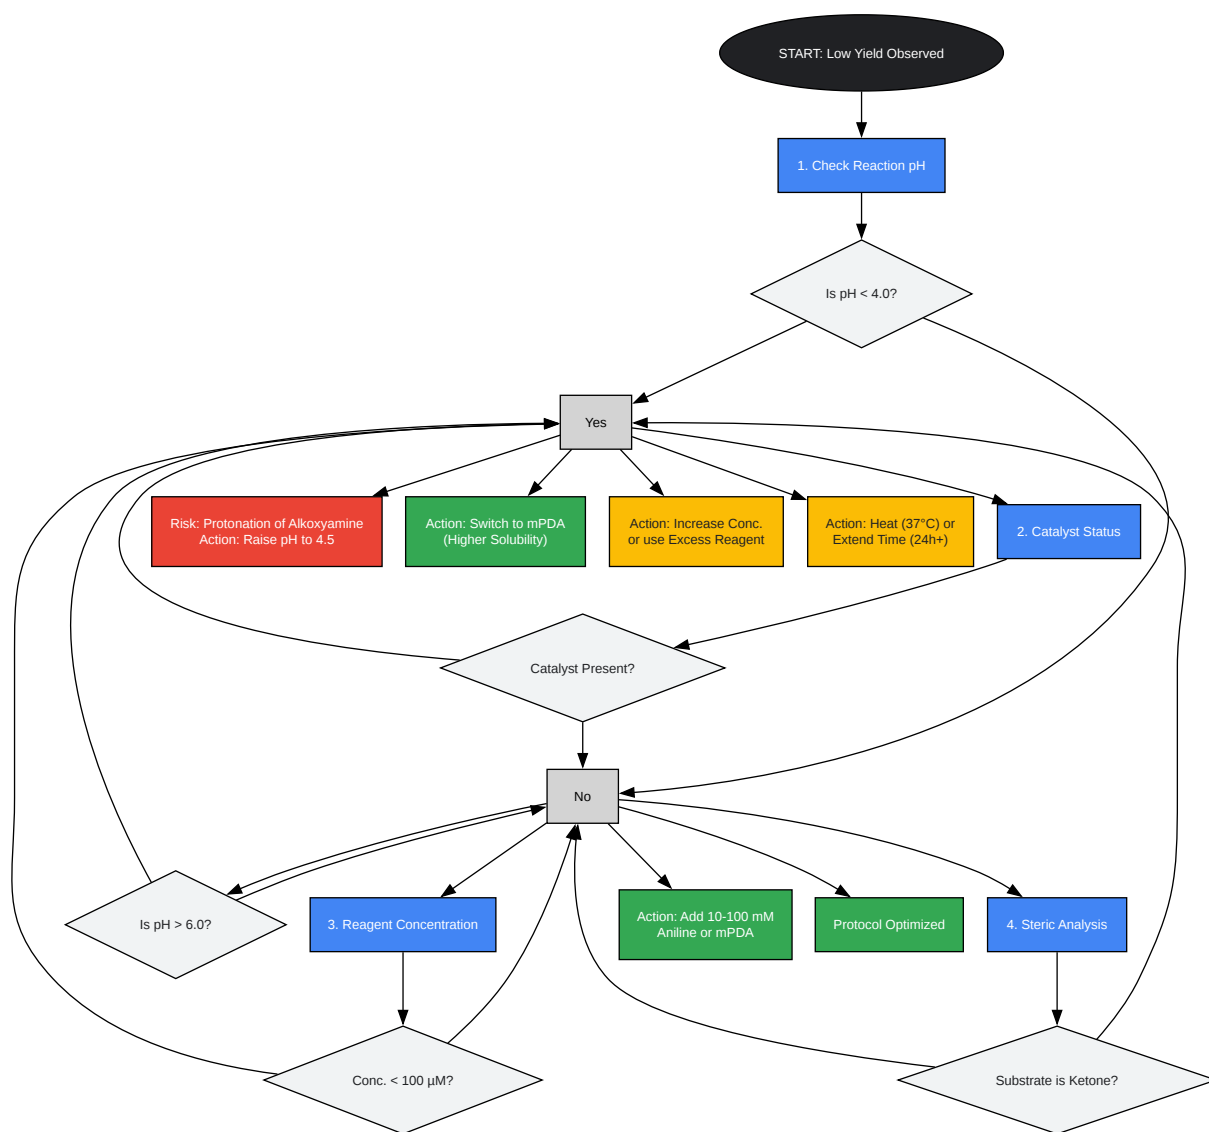 START: Low Yield Observed
1. Check Reaction pH
Is pH < 4.0?
Yes
Risk: Protonation of Alkoxyamine
Action: Raise pH to 4.5
Action: Switch to mPDA
(Higher Solubility)
Action: Increase Conc.
or use Excess Reagent
Action: Heat (37°C) or
Extend Time (24h+)
2. Catalyst Status
Catalyst Present?
No
Is pH > 6.0?
3. Reagent Concentration
Action: Add 10-100 mM
Aniline or mPDA
Protocol Optimized
4. Steric Analysis
Conc. < 100 µM?
Substrate is Ketone?